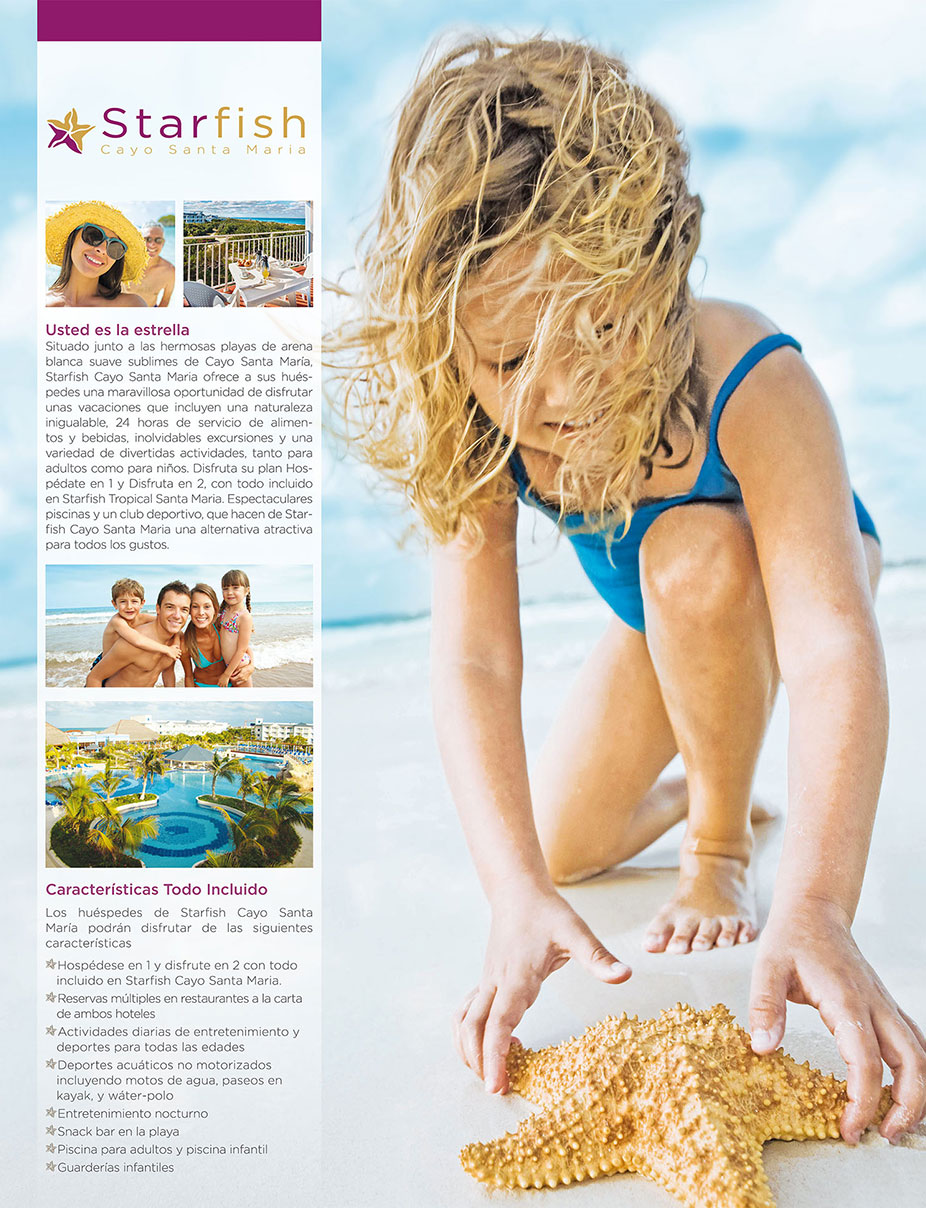 Starfish
Cayo Santa Maria
Usted es la estrella
Situado junto a las hermosas playas de arena
blanca suave sublimes de Cayo Santa María,
Starfish Cayo Santa Maria ofrece a sus hués-
pedes una maravillosa oportunidad de disfrutar
unas vacaciones que incluyen una naturaleza
inigualable, 24 horas de servicio de alimen-
tos y bebidas, inolvidables excursiones y una
variedad de divertidas actividades, tanto para
adultos como para niños. Disfruta su plan Hos-
pédate en 1 y Disfruta en 2, con todo incluido
en Starfish Tropical Santa Maria. Espectaculares
piscinas y un club deportivo, que hacen de Star-
fish Cayo Santa Maria una alternativa atractiva
para todos los gustos.
Características Todo Incluido
Los huéspedes de Starfish Cayo Santa
María podrán disfrutar de las siguientes
características
Hospédese en 1 y disfrute en 2 con todo
incluido en Starfish Cayo Santa Maria.
Reservas múltiples en restaurantes a la carta
de ambos hoteles
Actividades diarias de entretenimiento y
deportes para todas las edades
Deportes acuáticos no motorizados
incluyendo motos de agua, paseos en
kayak, y wáter-polo
Entretenimiento nocturno
Snack bar en la playa
Piscina para adultos y piscina infantil
Guarderías infantiles